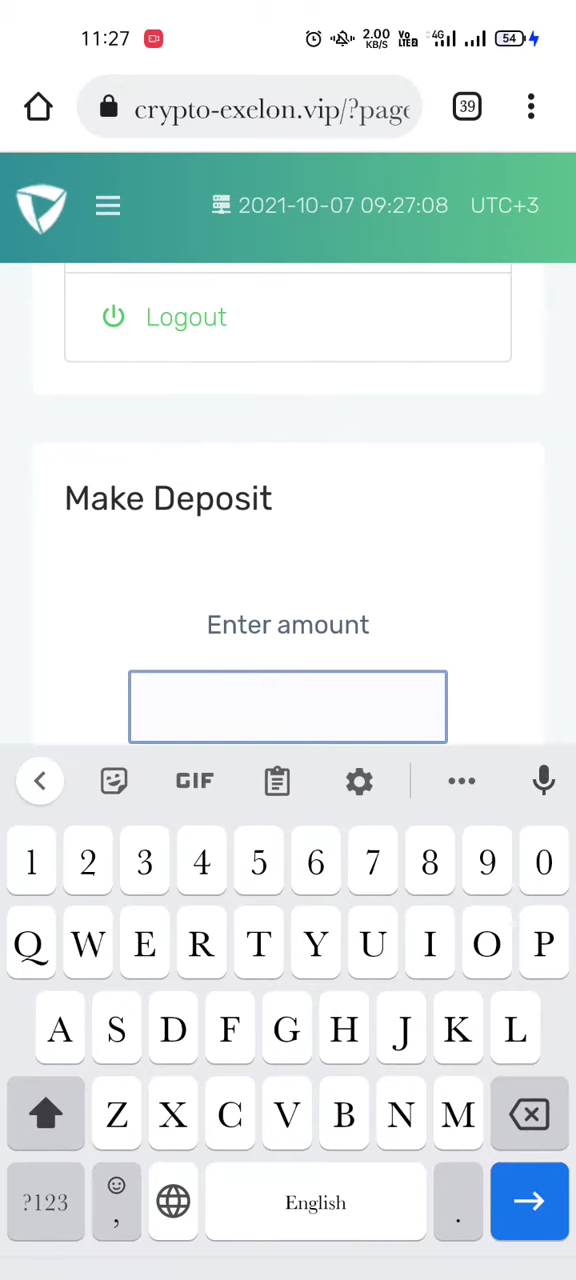 11:27 2.00 KB/S Vo LTE2 4G 54
crypto-exelon.vip/?page 39
2021-10-07 09:27:08 UTC+3
Logout
Make Deposit
Enter amount
GIF
1 2 3 4 5 6 7 8 9 0
Q W E R T Y U I O P
A S D F G H J K L
Z X C V B N M
?123 , English .